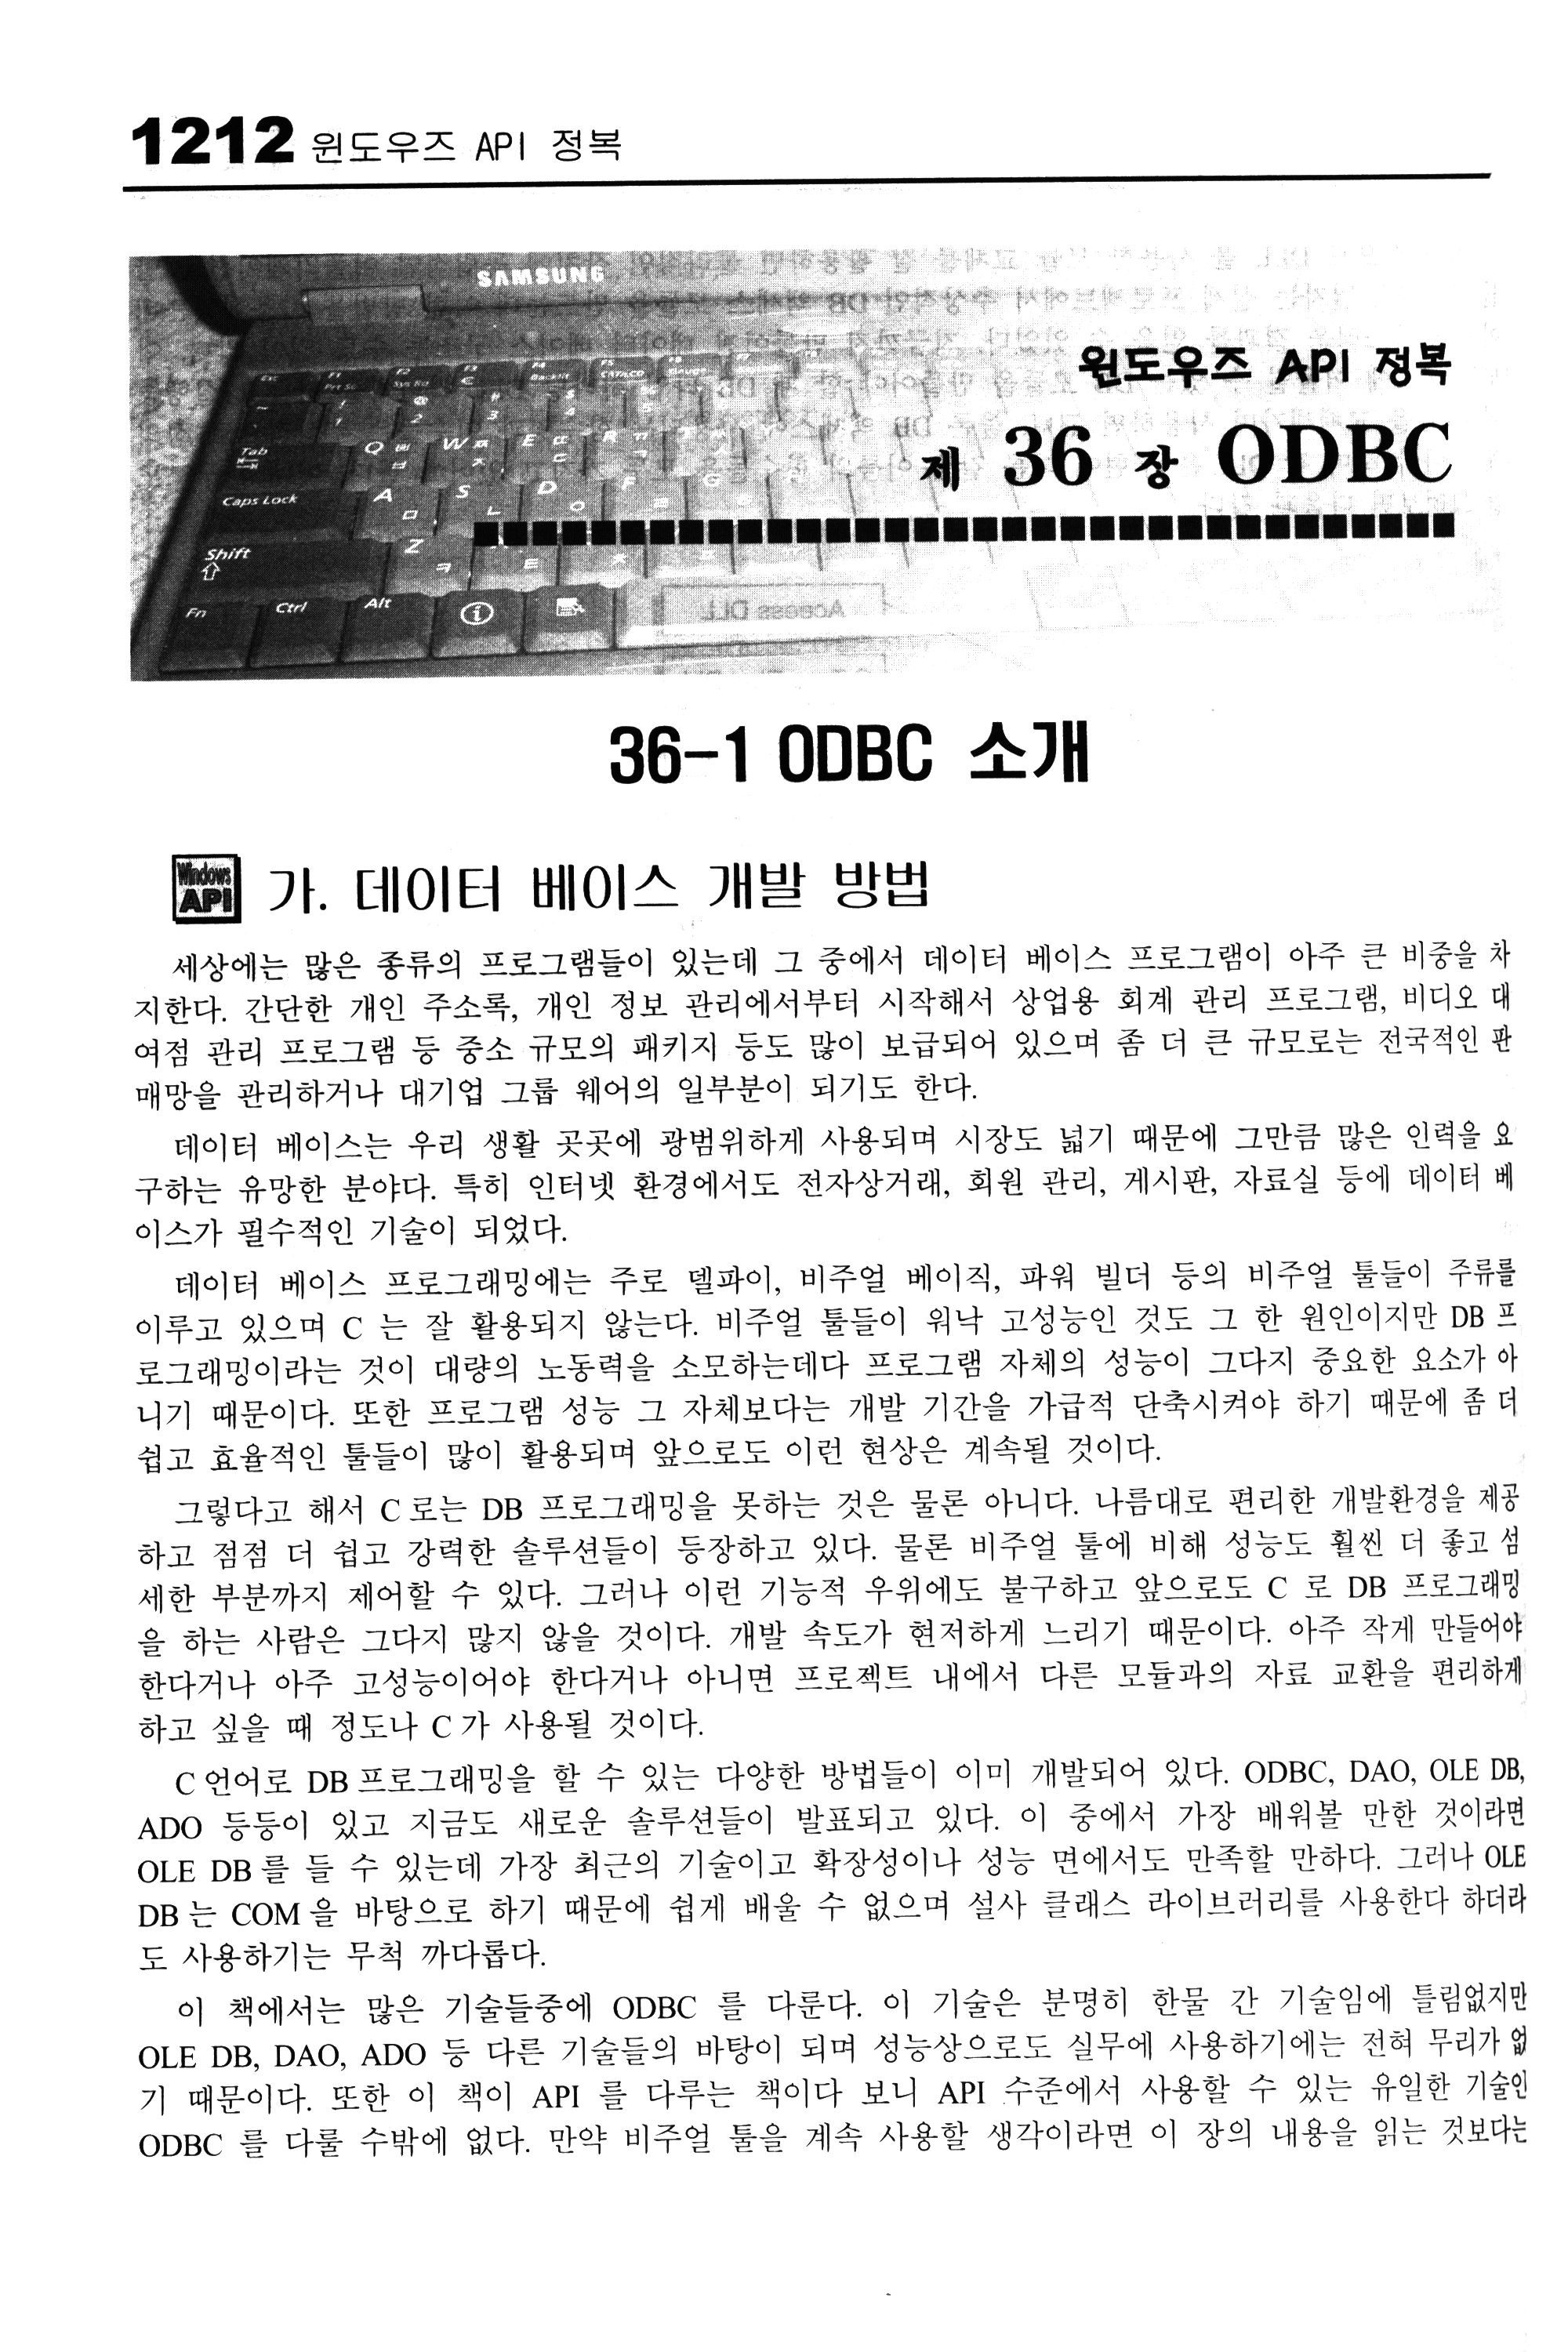 1212 윈도우즈 API 정복
SAMSUNG
윈도우즈 API 정복
제 36 장 ODBC
Tab
Caps Lock
Shift
Fn Ctrl Alt
Access DLL
36-1 ODBC 소개
Windows
API
가. 데이터 베이스 개발 방법
세상에는 많은 종류의 프로그램들이 있는데 그 중에서 데이터 베이스 프로그램이 아주 큰 비중을 차
지한다. 간단한 개인 주소록, 개인 정보 관리에서부터 시작해서 상업용 회계 관리 프로그램, 비디오 대
여점 관리 프로그램 등 중소 규모의 패키지 등도 많이 보급되어 있으며 좀 더 큰 규모로는 전국적인 판
매망을 관리하거나 대기업 그룹 웨어의 일부분이 되기도 한다.
데이터 베이스는 우리 생활 곳곳에 광범위하게 사용되며 시장도 넓기 때문에 그만큼 많은 인력을 요
구하는 유망한 분야다. 특히 인터넷 환경에서도 전자상거래, 회원 관리, 게시판, 자료실 등에 데이터 베
이스가 필수적인 기술이 되었다.
데이터 베이스 프로그래밍에는 주로 델파이, 비주얼 베이직, 파워 빌더 등의 비주얼 툴들이 주류를
이루고 있으며 C 는 잘 활용되지 않는다. 비주얼 툴들이 워낙 고성능인 것도 그 한 원인이지만 DB 프
로그래밍이라는 것이 대량의 노동력을 소모하는데다 프로그램 자체의 성능이 그다지 중요한 요소가 아
니기 때문이다. 또한 프로그램 성능 그 자체보다는 개발 기간을 가급적 단축시켜야 하기 때문에 좀 더
쉽고 효율적인 툴들이 많이 활용되며 앞으로도 이런 현상은 계속될 것이다.
그렇다고 해서 C 로는 DB 프로그래밍을 못하는 것은 물론 아니다. 나름대로 편리한 개발환경을 제공
하고 점점 더 쉽고 강력한 솔루션들이 등장하고 있다. 물론 비주얼 툴에 비해 성능도 훨씬 더 좋고 섬
세한 부분까지 제어할 수 있다. 그러나 이런 기능적 우위에도 불구하고 앞으로도 C 로 DB 프로그래밍
을 하는 사람은 그다지 많지 않을 것이다. 개발 속도가 현저하게 느리기 때문이다. 아주 작게 만들어야
한다거나 아주 고성능이어야 한다거나 아니면 프로젝트 내에서 다른 모듈과의 자료 교환을 편리하게
하고 싶을 때 정도나 C 가 사용될 것이다.
C 언어로 DB 프로그래밍을 할 수 있는 다양한 방법들이 이미 개발되어 있다. ODBC, DAO, OLE DB,
ADO 등등이 있고 지금도 새로운 솔루션들이 발표되고 있다. 이 중에서 가장 배워볼 만한 것이라면
OLE DB 를 들 수 있는데 가장 최근의 기술이고 확장성이나 성능 면에서도 만족할 만하다. 그러나 OLE
DB 는 COM 을 바탕으로 하기 때문에 쉽게 배울 수 없으며 설사 클래스 라이브러리를 사용한다 하더라
도 사용하기는 무척 까다롭다.
이 책에서는 많은 기술들중에 ODBC 를 다룬다. 이 기술은 분명히 한물 간 기술임에 틀림없지만
OLE DB, DAO, ADO 등 다른 기술들의 바탕이 되며 성능상으로도 실무에 사용하기에는 전혀 무리가 없
기 때문이다. 또한 이 책이 API 를 다루는 책이다 보니 API 수준에서 사용할 수 있는 유일한 기술인
ODBC 를 다룰 수밖에 없다. 만약 비주얼 툴을 계속 사용할 생각이라면 이 장의 내용을 읽는 것보다는